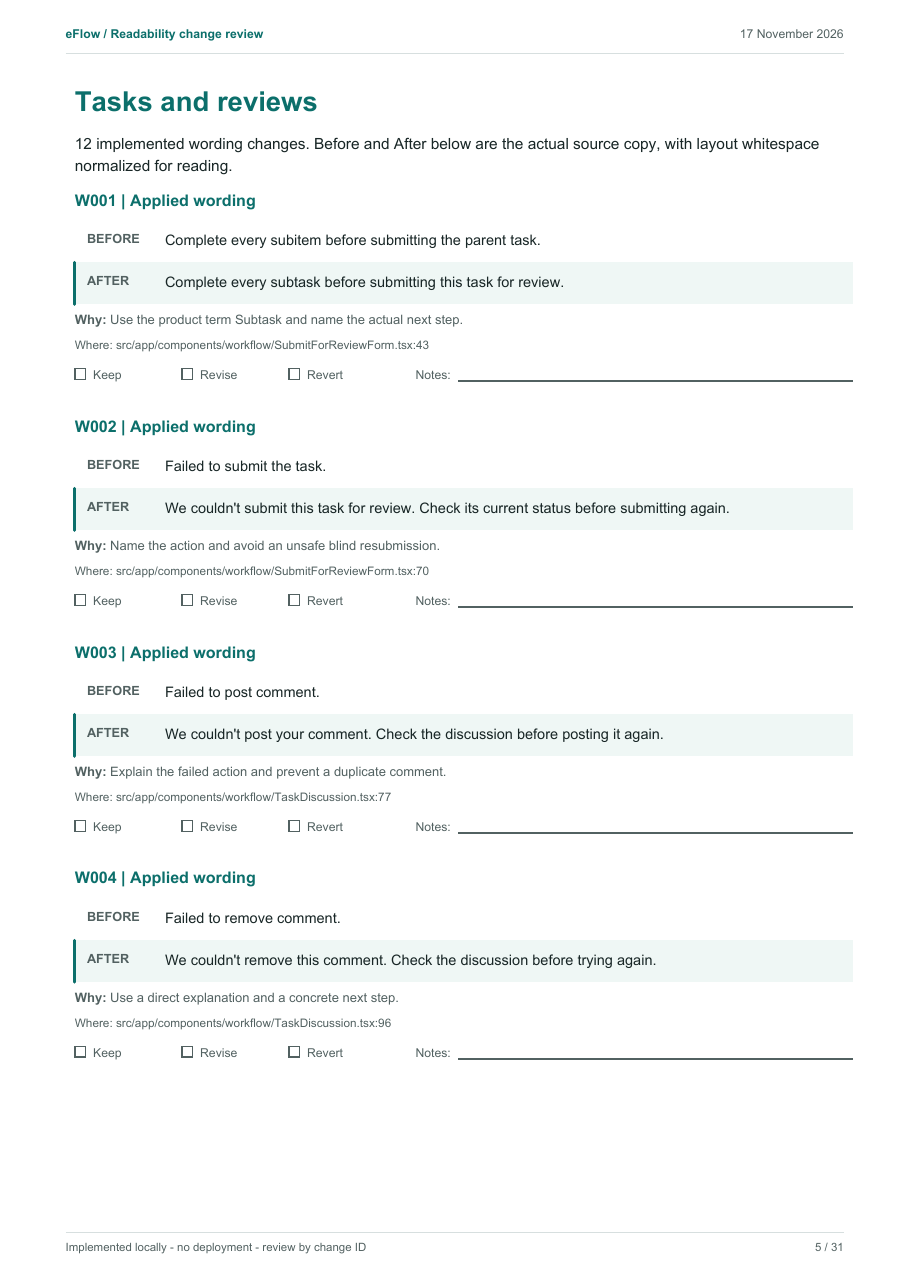 eFlow / Readability change review
17 November 2026
Tasks and reviews
12 implemented wording changes. Before and After below are the actual source copy, with layout whitespace
normalized for reading.
W001 | Applied wording
BEFORE Complete every subitem before submitting the parent task.
AFTER Complete every subtask before submitting this task for review.
Why: Use the product term Subtask and name the actual next step.
Where: src/app/components/workflow/SubmitForReviewForm.tsx:43
Keep Revise Revert Notes:
W002 | Applied wording
BEFORE Failed to submit the task.
AFTER We couldn't submit this task for review. Check its current status before submitting again.
Why: Name the action and avoid an unsafe blind resubmission.
Where: src/app/components/workflow/SubmitForReviewForm.tsx:70
Keep Revise Revert Notes:
W003 | Applied wording
BEFORE Failed to post comment.
AFTER We couldn't post your comment. Check the discussion before posting it again.
Why: Explain the failed action and prevent a duplicate comment.
Where: src/app/components/workflow/TaskDiscussion.tsx:77
Keep Revise Revert Notes:
W004 | Applied wording
BEFORE Failed to remove comment.
AFTER We couldn't remove this comment. Check the discussion before trying again.
Why: Use a direct explanation and a concrete next step.
Where: src/app/components/workflow/TaskDiscussion.tsx:96
Keep Revise Revert Notes:
Implemented locally - no deployment - review by change ID
5 / 31